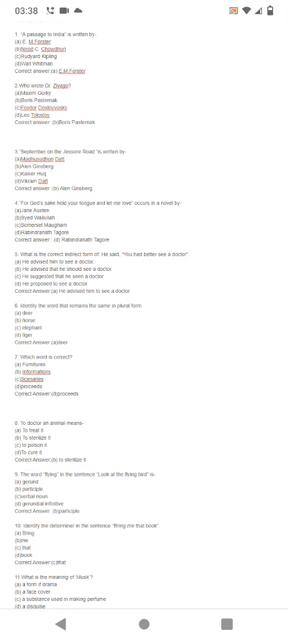 03:38
1. "A passage to India" is written by-
(a) E. M.Forster
(b)Nirod C. Chowdhuri
(c)Rudyard Kipling
(d)Walt Whitman
Correct answer:(a) E.M Forster
2.Who wrote Dr. Zivago?
(a)Maxim Gorky
(b)Boris Pasternak
(c)Fyodor Dostovosky
(d)Leo Tolostoy
Correct answer: (b)Boris Pasternak
3. 'September on the Jessore Road' is written by-
(a)Madhusudhon Datt
(b)Alen Ginsberg
(c)Kaiser Huq
(d)Vikram Datt
Correct answer: (b) Alen Ginsberg
4. 'For God's sake hold your tongue and let me love' occurs in a novel by-
(a)Jane Austen
(b)Syed Waliullah
(c)Somerset Maugham
(d)Rabindranath Tagore
Correct answer : (d) Rabindranath Tagore
5. What is the correct indirect form of: He said, "You had better see a doctor"
(a) He advised him to see a doctor.
(b) He advised that he should see a doctor.
(c) He suggested that he seen a doctor
(d) He proposed to see a doctor
Correct Answer:(a) He advised him to see a doctor
6. Identify the word that remains the same in plural form
(a) deer
(b) horse
(c) elephant
(d) tiger
Correct Answer:(a)deer
7. Which word is correct?
(a) Furnitures
(b) Informations
(c)Sceneries
(d)proceeds
Correct Answer:(d)proceeds
8. To doctor an animal means-
(a) To treat it
(b) To sterilize it
(c) to poison it
(d)To cure it
Correct Answer:(b) to sterilize it
9. The word "flying" in the sentence "Look at the flying bird" is-
(a) gerund
(b) participle
(c)verbal noun
(d) gerundial infinitive
Correct Answer: (b)participle
10. Identify the determiner in the sentence "Bring me that book"
(a) Bring
(b)me
(c) that
(d)book
Correct Answer:(c)that
11.What is the meaning of 'Musk'?
(a) a form if drama
(b) a face cover
(c) a substance used in making perfume
(d) a disguise